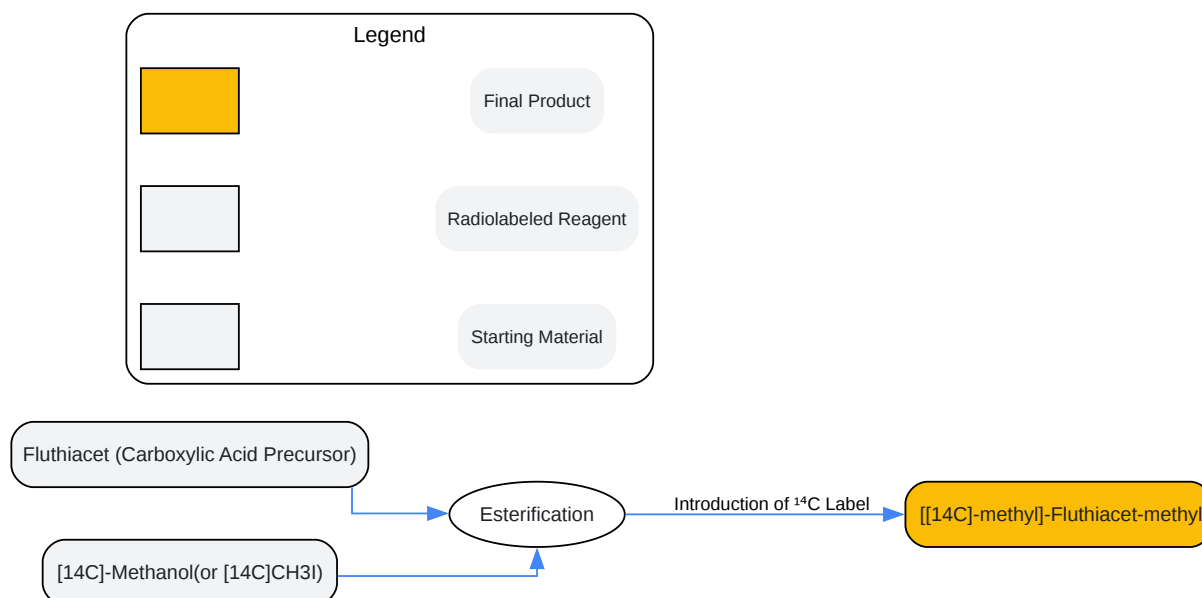 Legend
Final Product
Radiolabeled Reagent
Starting Material
Fluthiacet (Carboxylic Acid Precursor)
Esterification
Introduction of ¹⁴C Label
[[14C]-methyl]-Fluthiacet-methyl
[14C]-Methanol(or [14C]CH3I)